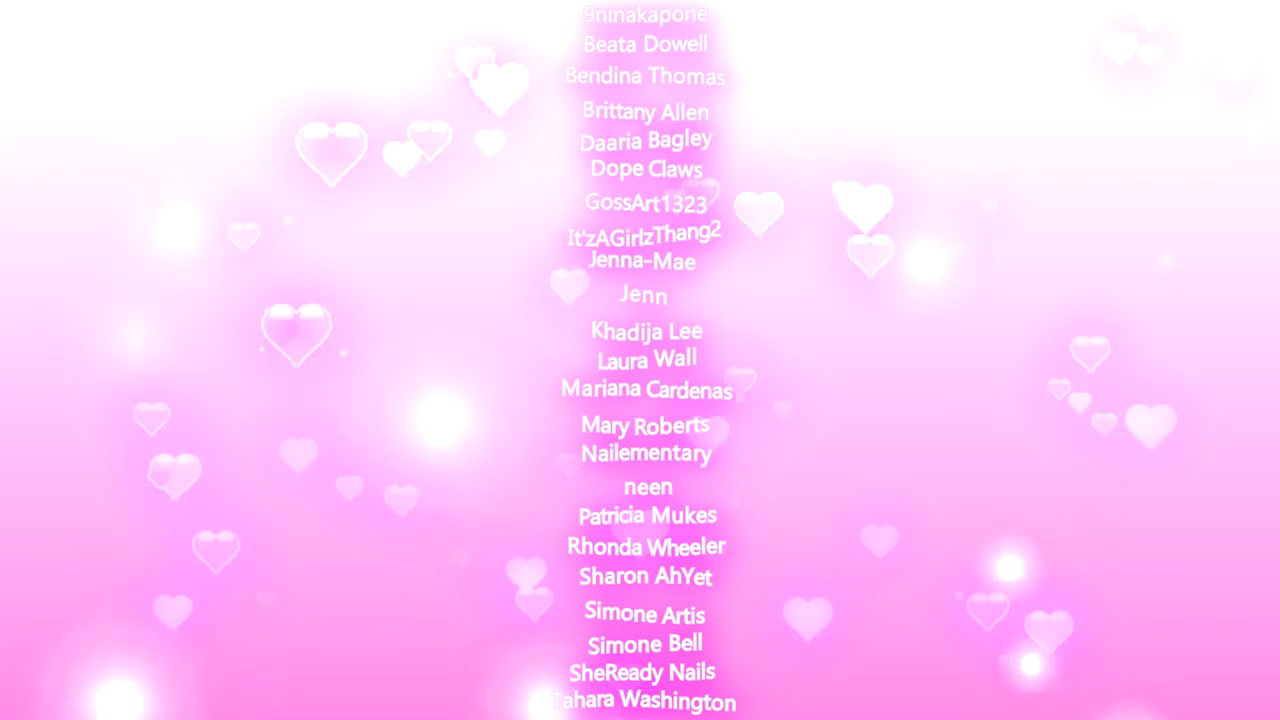 9ninakapone
Beata Dowell
Bendina Thomas
Brittany Allen
Daaria Bagley
Dope Claws
GossArt1323
It'zAGirlzThang2
Jenna-Mae
Jenn
Khadija Lee
Laura Wall
Mariana Cardenas
Mary Roberts
Nailementary
neen
Patricia Mukes
Rhonda Wheeler
Sharon AhYet
Simone Artis
Simone Bell
SheReady Nails
Tahara Washington